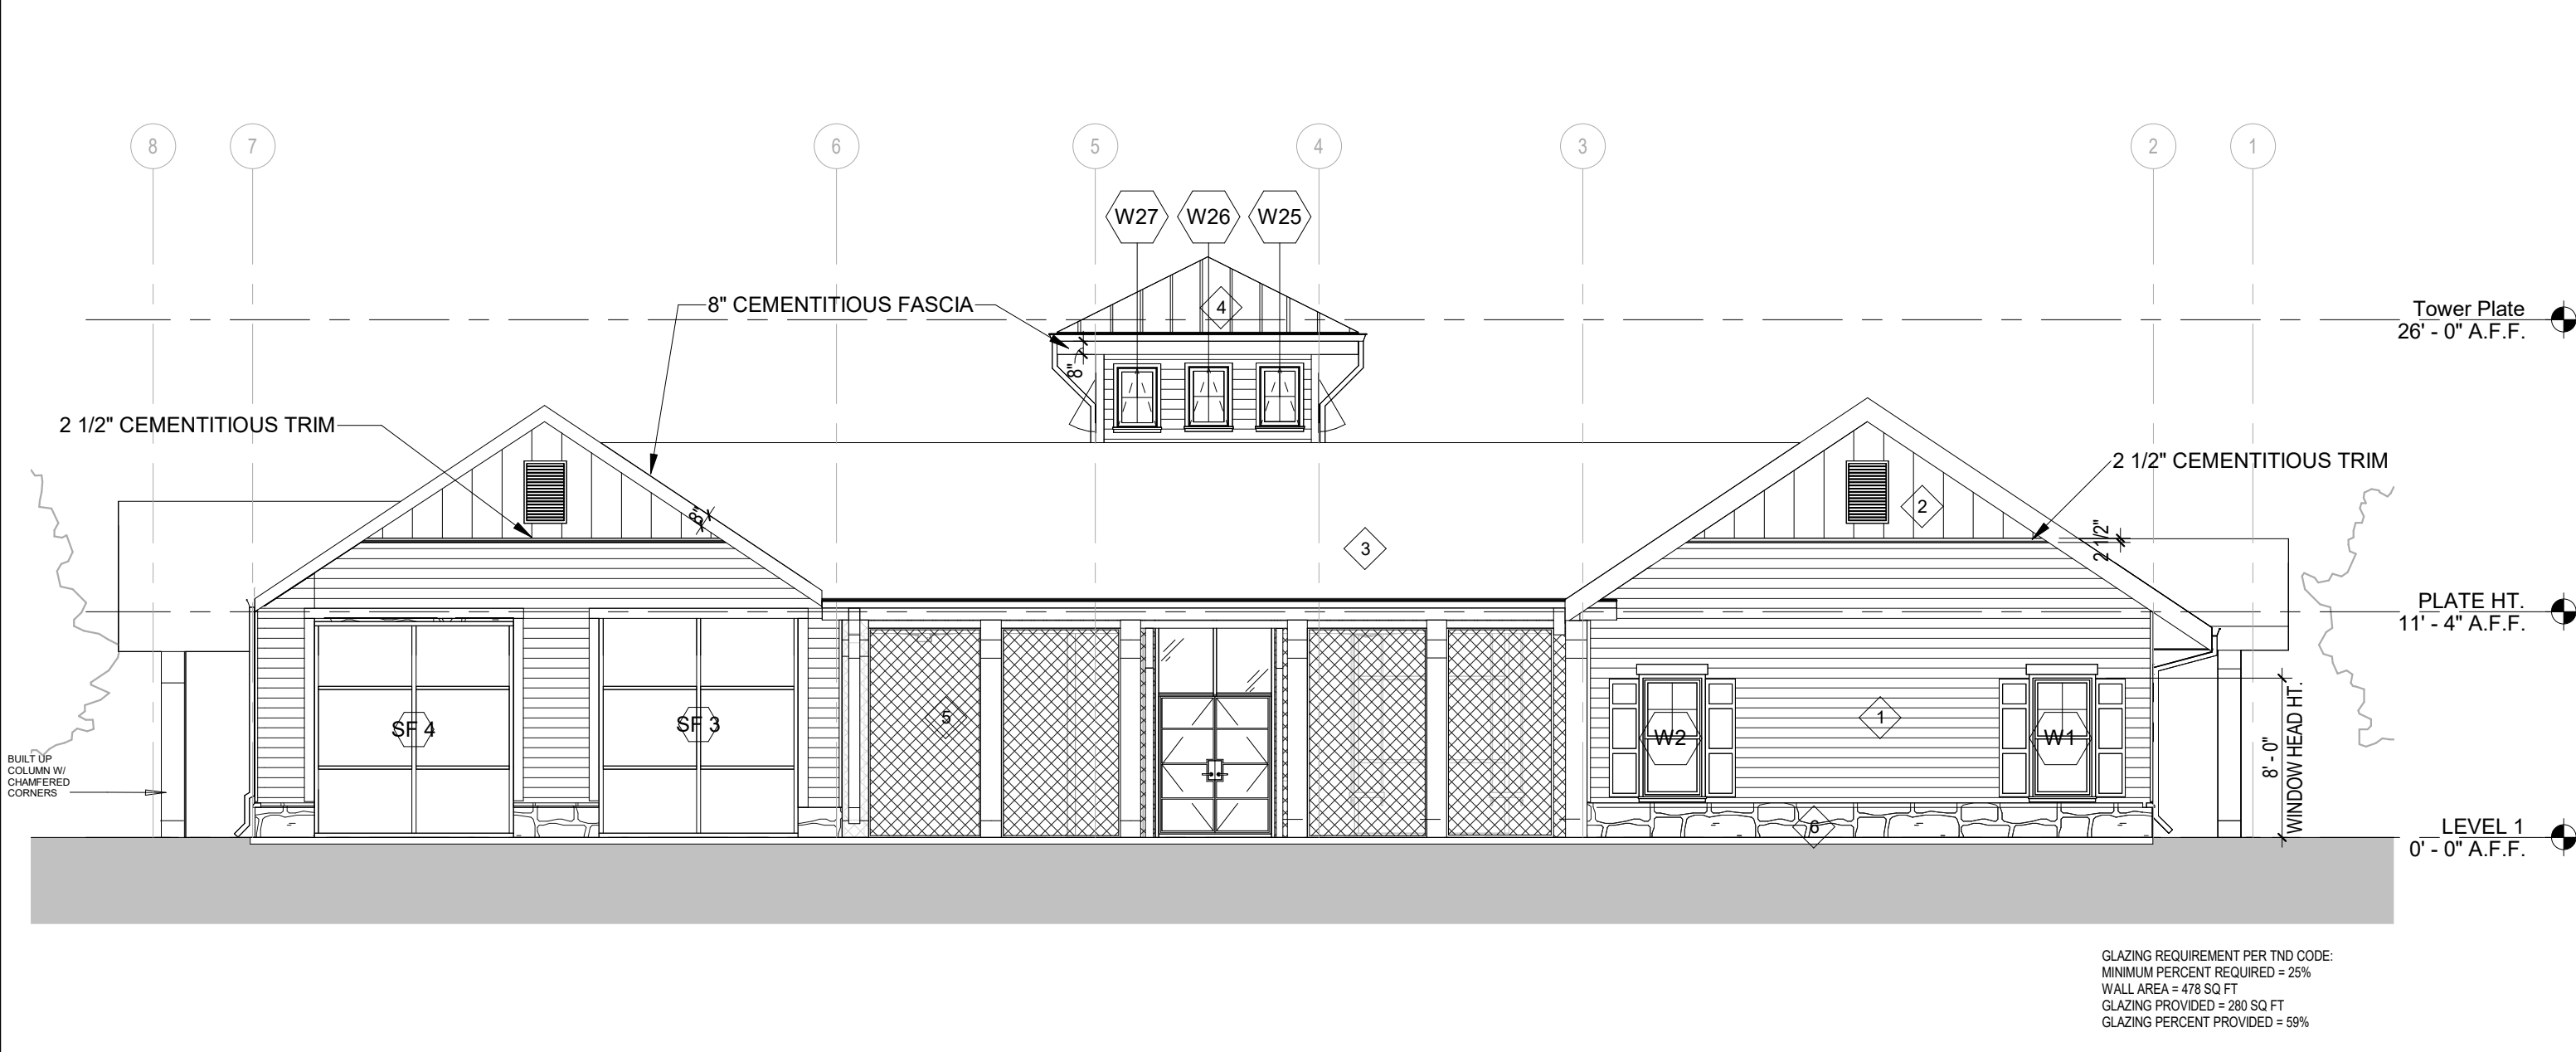 8 7 6 5 4 3 2 1
W27 W26 W25
8" CEMENTITIOUS FASCIA
4
Tower Plate
26' - 0" A.F.F.
8"
2 1/2" CEMENTITIOUS TRIM
2 1/2" CEMENTITIOUS TRIM
2
8"
3
2 1/2"
PLATE HT.
11' - 4" A.F.F.
SF 4
SF 3
5
W2
1
W1
8' - 0"
WINDOW HEAD HT.
BUILT UP
COLUMN W/
CHAMFERED
CORNERS
6
LEVEL 1
0' - 0" A.F.F.
GLAZING REQUIREMENT PER TND CODE:
MINIMUM PERCENT REQUIRED = 25%
WALL AREA = 478 SQ FT
GLAZING PROVIDED = 280 SQ FT
GLAZING PERCENT PROVIDED = 59%